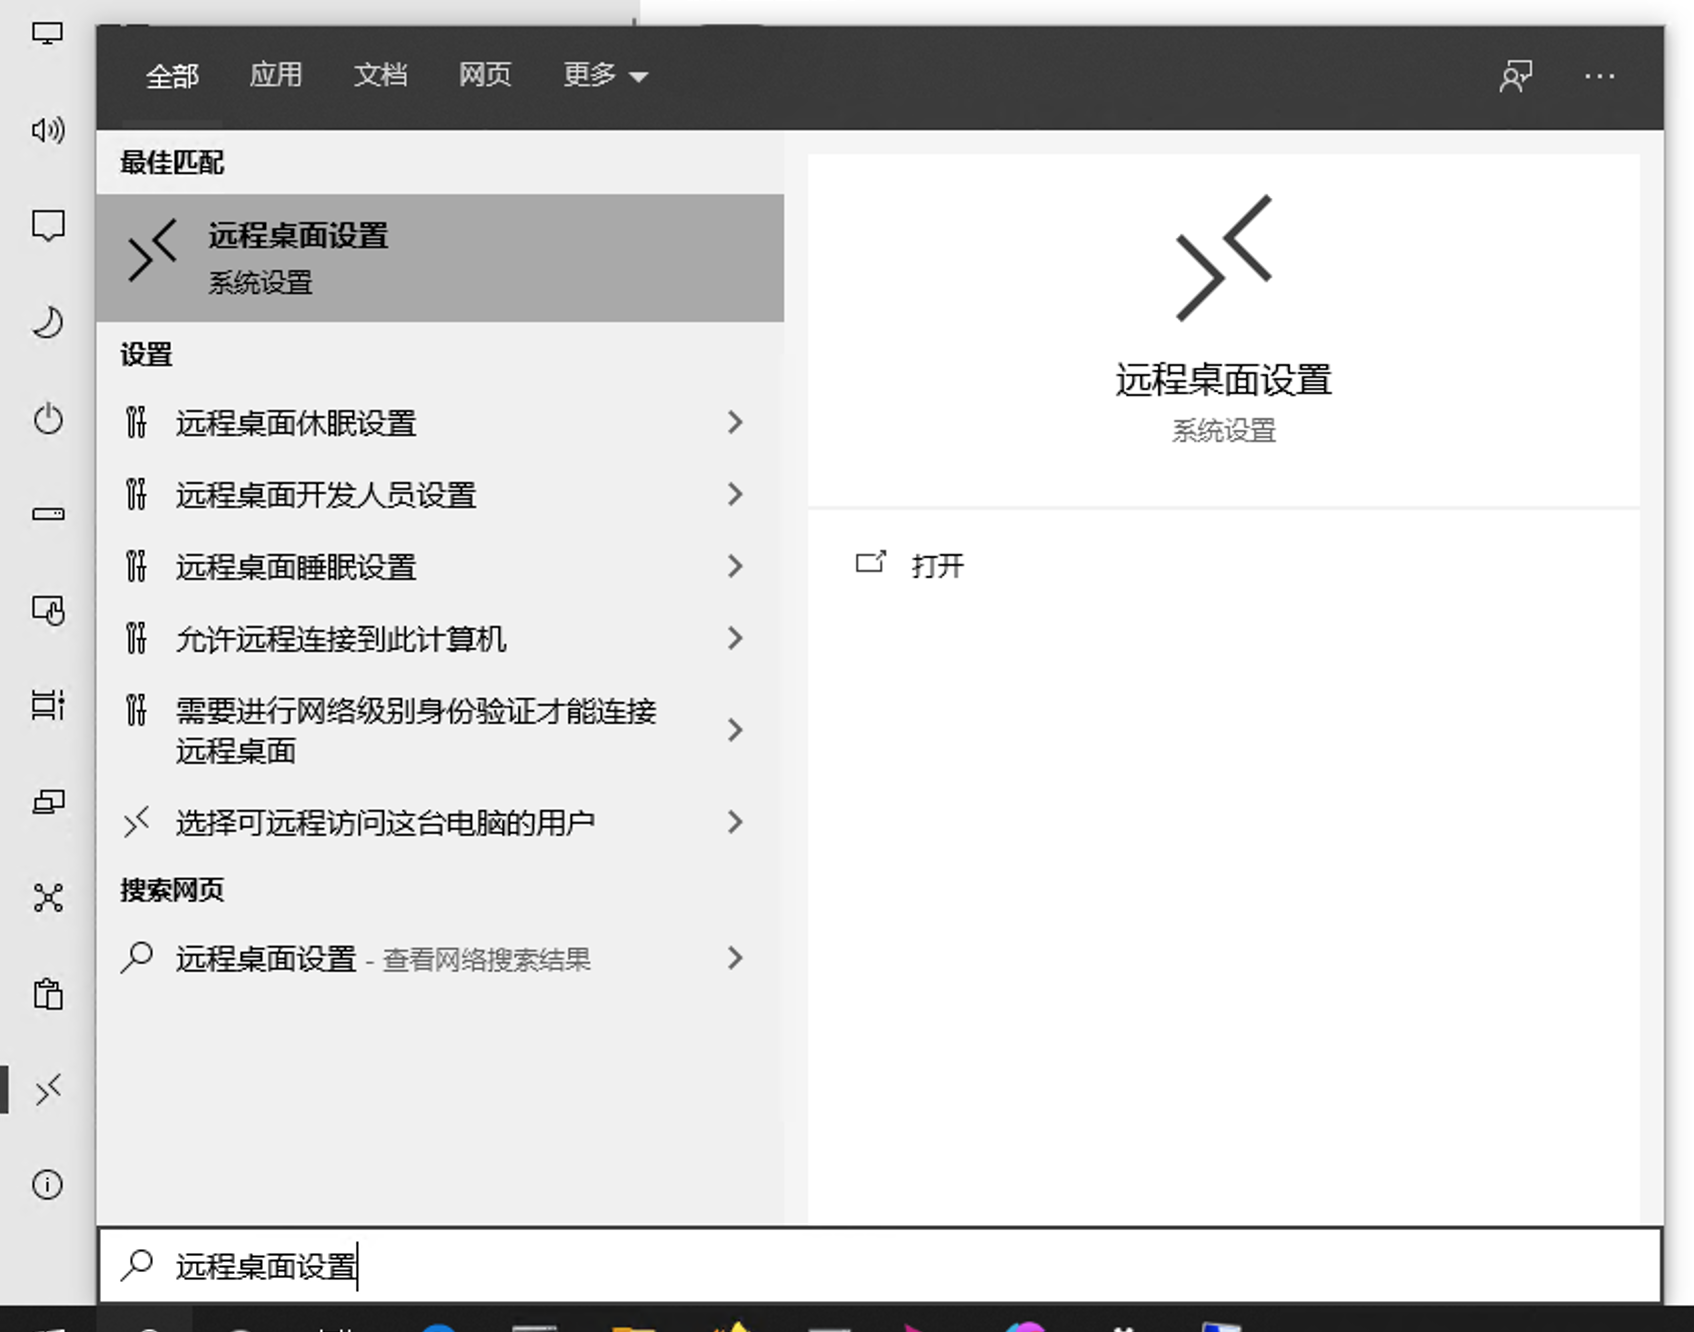 全部 应用 文档 网页 更多
最佳匹配
远程桌面设置
系统设置
设置
远程桌面休眠设置
远程桌面开发人员设置
远程桌面睡眠设置
允许远程连接到此计算机
需要进行网络级别身份验证才能连接
远程桌面
选择可远程访问这台电脑的用户
搜索网页
远程桌面设置 - 查看网络搜索结果
远程桌面设置
系统设置
打开
远程桌面设置